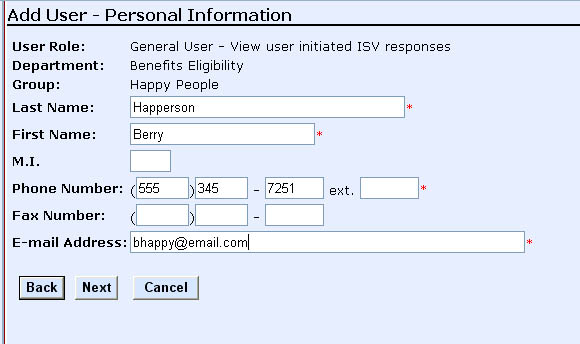 Add User - Personal Information
User Role: General User - View user initiated ISV responses
Department: Benefits Eligibility
Group: Happy People
Last Name: Happerson *
First Name: Berry *
M.I.
Phone Number: (555)345 - 7251 ext. *
Fax Number: ( ) -
E-mail Address: bhappy@email.com *
Back Next Cancel